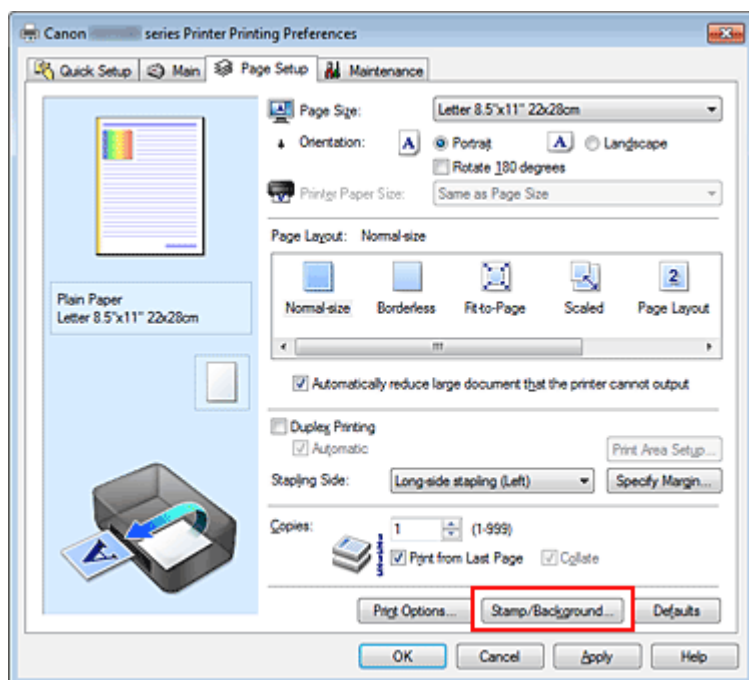 Canon series Printer Printing Preferences
Quick Setup Main Page Setup Maintenance
Page Size: Letter 8.5"x11" 22x28cm
Orientation: A Portrait A Landscape
Rotate 180 degrees
Printer Paper Size: Same as Page Size
Page Layout: Normal-size
2
Normal-size Borderless Fit-to-Page Scaled Page Layout
Plain Paper
Letter 8.5"x11" 22x28cm
Automatically reduce large document that the printer cannot output
Duplex Printing
Automatic Print Area Setup...
Stapling Side: Long-side stapling (Left) Specify Margin...
Copies: 1 (1-999)
Print from Last Page Collate
A
Print Options... Stamp/Background... Defaults
OK Cancel Apply Help